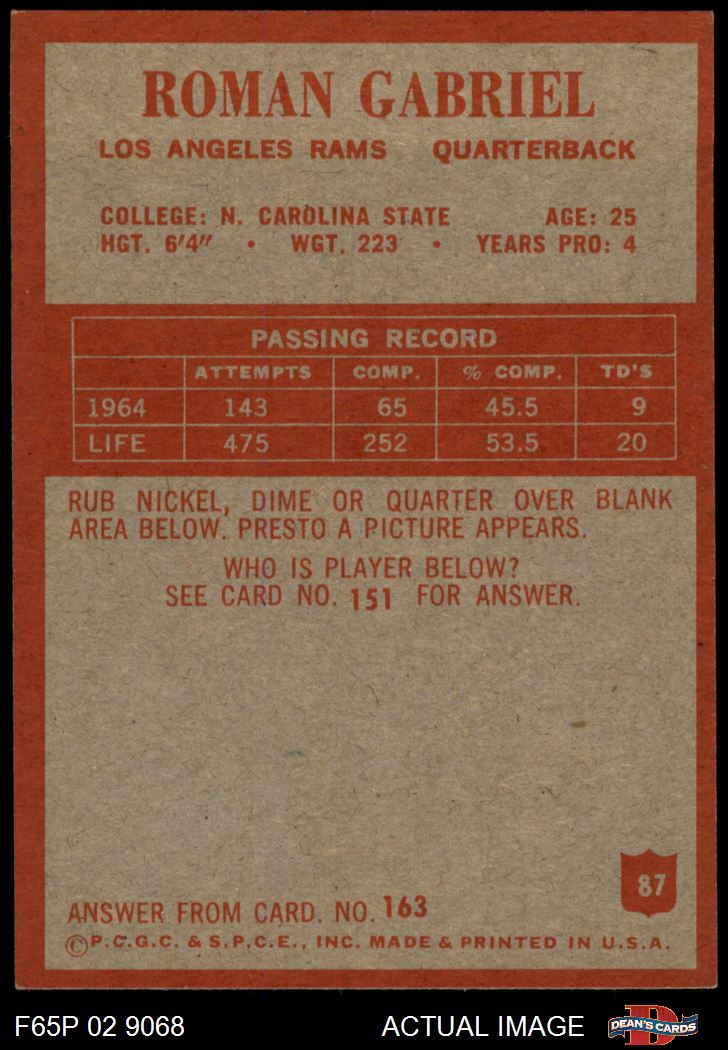 ROMAN GABRIEL
LOS ANGELES RAMS QUARTERBACK
COLLEGE: N. CAROLINA STATE AGE: 25
HGT. 6'4" • WGT. 223 • YEARS PRO: 4
PASSING RECORD
ATTEMPTS COMP. % COMP. TD'S
1964 143 65 45.5 9
LIFE 475 252 53.5 20
RUB NICKEL, DIME OR QUARTER OVER BLANK
AREA BELOW. PRESTO A PICTURE APPEARS.
WHO IS PLAYER BELOW?
SEE CARD NO. 151 FOR ANSWER.
87
ANSWER FROM CARD. NO. 163
©P.C.G.C. & S.P.C.E., INC. MADE & PRINTED IN U.S.A.
F65P 02 9068 ACTUAL IMAGE D DEAN'S CARDS